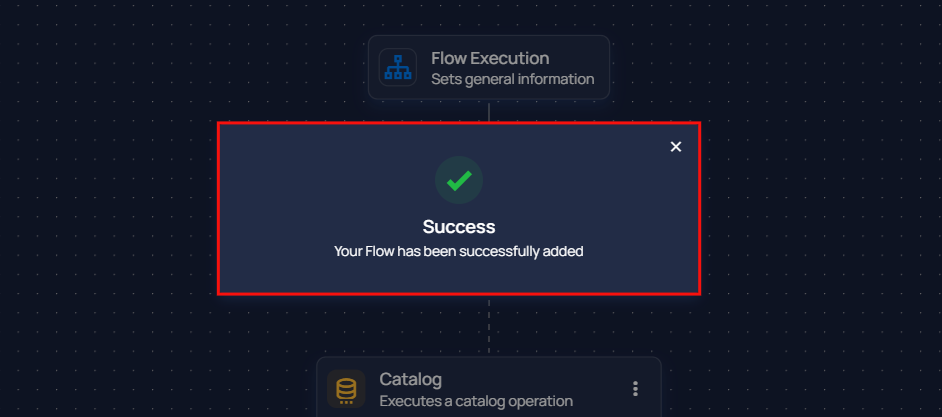 Flow Execution
Sets general information
Success
Your Flow has been successfully added
Catalog
Executes a catalog operation